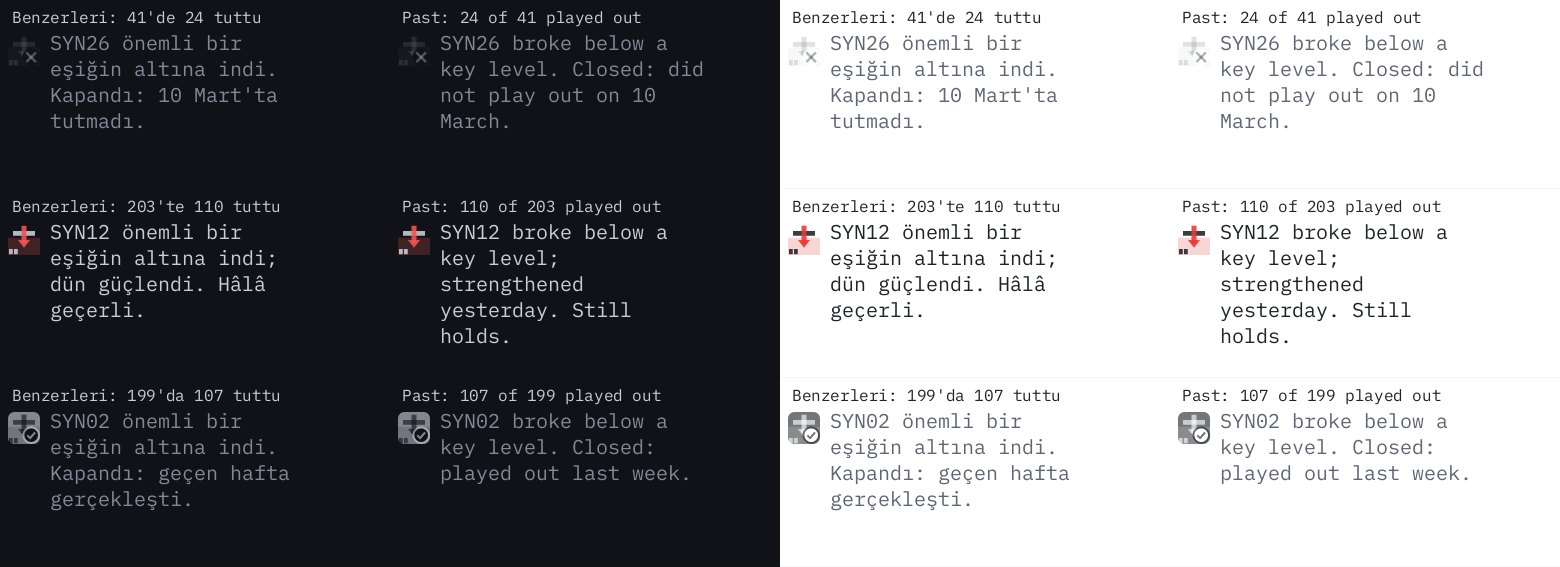 Benzerleri: 41'de 24 tuttu
SYN26 önemli bir
eşiğin altına indi.
Kapandı: 10 Mart'ta
tutmadı.
Past: 24 of 41 played out
SYN26 broke below a
key level. Closed: did
not play out on 10
March.
Benzerleri: 41'de 24 tuttu
SYN26 önemli bir
eşiğin altına indi.
Kapandı: 10 Mart'ta
tutmadı.
Past: 24 of 41 played out
SYN26 broke below a
key level. Closed: did
not play out on 10
March.
Benzerleri: 203'te 110 tuttu
SYN12 önemli bir
eşiğin altına indi;
dün güçlendi. Hâlâ
geçerli.
Past: 110 of 203 played out
SYN12 broke below a
key level;
strengthened
yesterday. Still
holds.
Benzerleri: 203'te 110 tuttu
SYN12 önemli bir
eşiğin altına indi;
dün güçlendi. Hâlâ
geçerli.
Past: 110 of 203 played out
SYN12 broke below a
key level;
strengthened
yesterday. Still
holds.
Benzerleri: 199'da 107 tuttu
SYN02 önemli bir
eşiğin altına indi.
Kapandı: geçen hafta
gerçekleşti.
Past: 107 of 199 played out
SYN02 broke below a
key level. Closed:
played out last week.
Benzerleri: 199'da 107 tuttu
SYN02 önemli bir
eşiğin altına indi.
Kapandı: geçen hafta
gerçekleşti.
Past: 107 of 199 played out
SYN02 broke below a
key level. Closed:
played out last week.